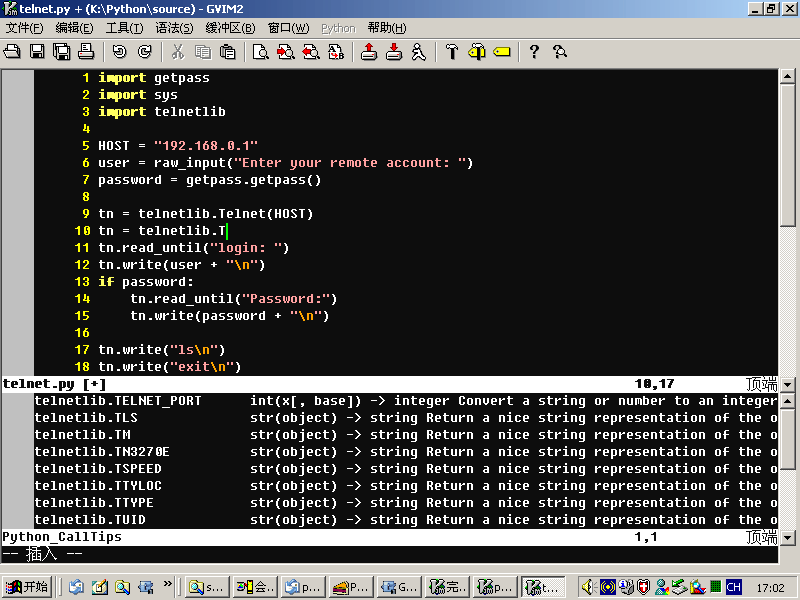 telnet.py + (K:\Python\source) - GVIM2
文件(F) 编辑(E) 工具(T) 语法(S) 缓冲区(B) 窗口(W) Python 帮助(H)
1 import getpass
2 import sys
3 import telnetlib
4
5 HOST = "192.168.0.1"
6 user = raw_input("Enter your remote account: ")
7 password = getpass.getpass()
8
9 tn = telnetlib.Telnet(HOST)
10 tn = telnetlib.T
11 tn.read_until("login: ")
12 tn.write(user + "\n")
13 if password:
14     tn.read_until("Password:")
15     tn.write(password + "\n")
16
17 tn.write("ls\n")
18 tn.write("exit\n")
telnet.py [+] 10,17 顶端
telnetlib.TELNET_PORT int(x[, base]) -> integer Convert a string or number to an integer
telnetlib.TLS str(object) -> string Return a nice string representation of the o
telnetlib.TM str(object) -> string Return a nice string representation of the o
telnetlib.TN3270E str(object) -> string Return a nice string representation of the o
telnetlib.TSPEED str(object) -> string Return a nice string representation of the o
telnetlib.TTYLOC str(object) -> string Return a nice string representation of the o
telnetlib.TTYPE str(object) -> string Return a nice string representation of the o
telnetlib.TUID str(object) -> string Return a nice string representation of the o
Python_CallTips 1,1 顶端
-- 插入 --
开始 s... 会.. p... P... G... 完.. p... t... CH 17:02